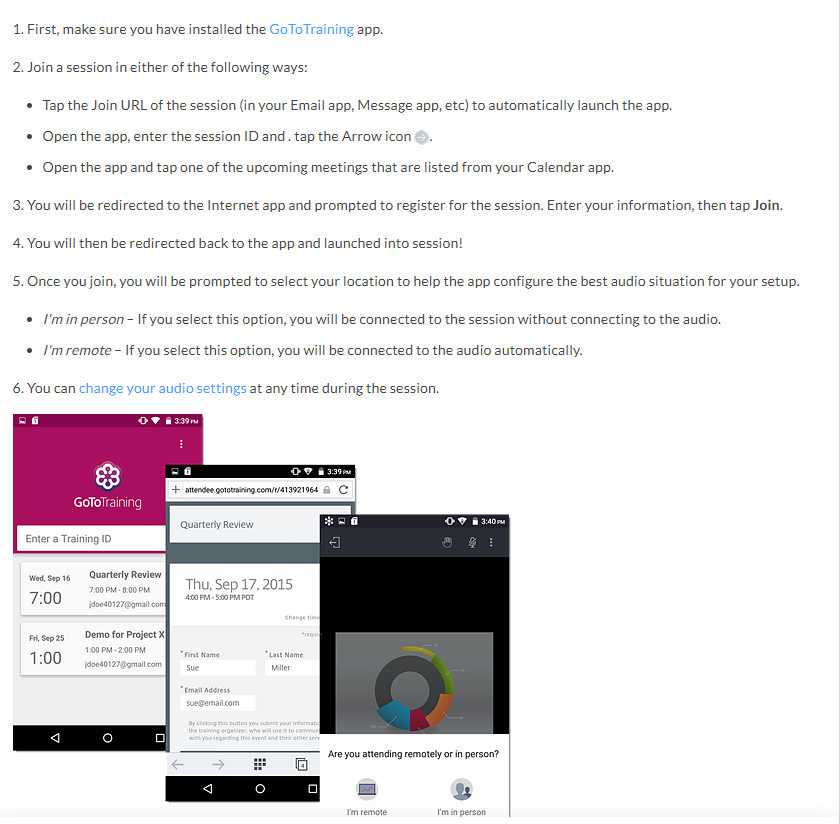 1. First, make sure you have installed the GoToTraining app.
2. Join a session in either of the following ways:
• Tap the Join URL of the session (in your Email app, Message app, etc) to automatically launch the app.
• Open the app, enter the session ID and . tap the Arrow icon .
• Open the app and tap one of the upcoming meetings that are listed from your Calendar app.
3. You will be redirected to the Internet app and prompted to register for the session. Enter your information, then tap Join.
4. You will then be redirected back to the app and launched into session!
5. Once you join, you will be prompted to select your location to help the app configure the best audio situation for your setup.
• I'm in person – If you select this option, you will be connected to the session without connecting to the audio.
• I'm remote – If you select this option, you will be connected to the audio automatically.
6. You can change your audio settings at any time during the session.
3:39 PM
GoToTraining
Enter a Training ID
Wed, Sep 16
Quarterly Review
7:00
7:00 PM - 8:00 PM
jdoe40127@gmail.com
Fri, Sep 25
Demo for Project X
1:00
1:00 PM - 2:00 PM
jdoe40127@gmail.com
3:39 PM
attendee.gototraining.com/r/413921964
Quarterly Review
Thu, Sep 17, 2015
4:00 PM - 5:00 PM PDT
Change time
*requi
*First Name
*Last Name
Sue
Miller
*Email Address
sue@email.com
By clicking this button you submit your informatio
the training organizer, who will use it to commun
with you regarding this event and their other serv
4
3:40 PM
Are you attending remotely or in person?
I'm remote
I'm in person